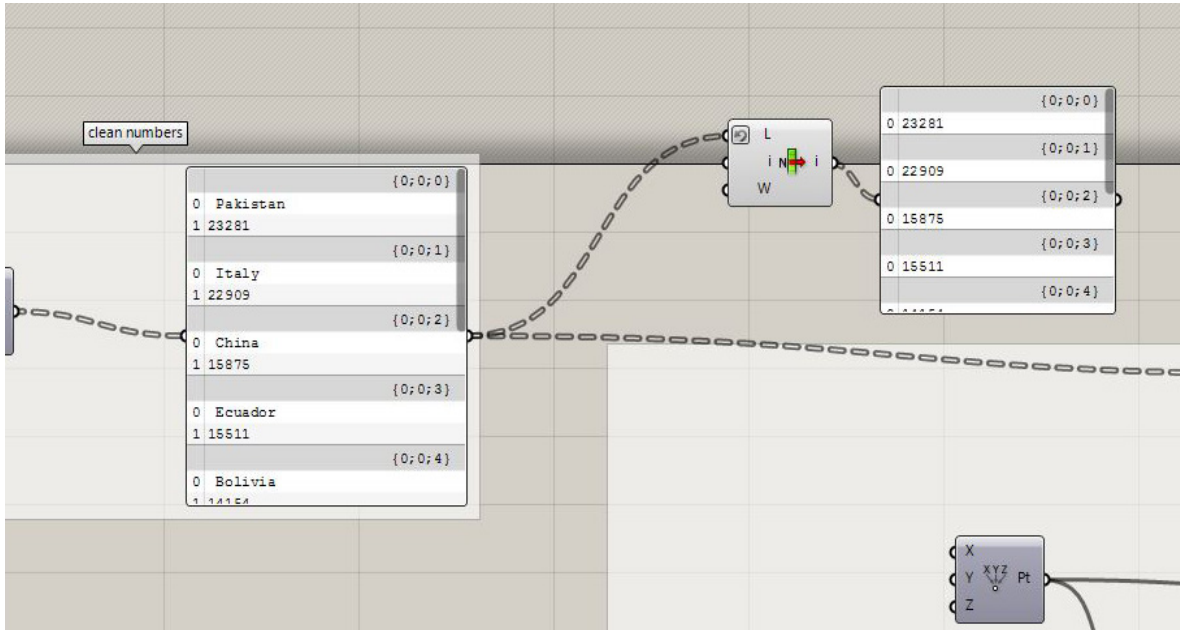 clean numbers
{0;0;0}
0 Pakistan
1 23281
{0;0;1}
0 Italy
1 22909
{0;0;2}
0 China
1 15875
{0;0;3}
0 Ecuador
1 15511
{0;0;4}
0 Bolivia
1 14154
L
i N i
W
{0;0;0}
0 23281
{0;0;1}
0 22909
{0;0;2}
0 15875
{0;0;3}
0 15511
{0;0;4}
X
Y XYZ Pt
Z